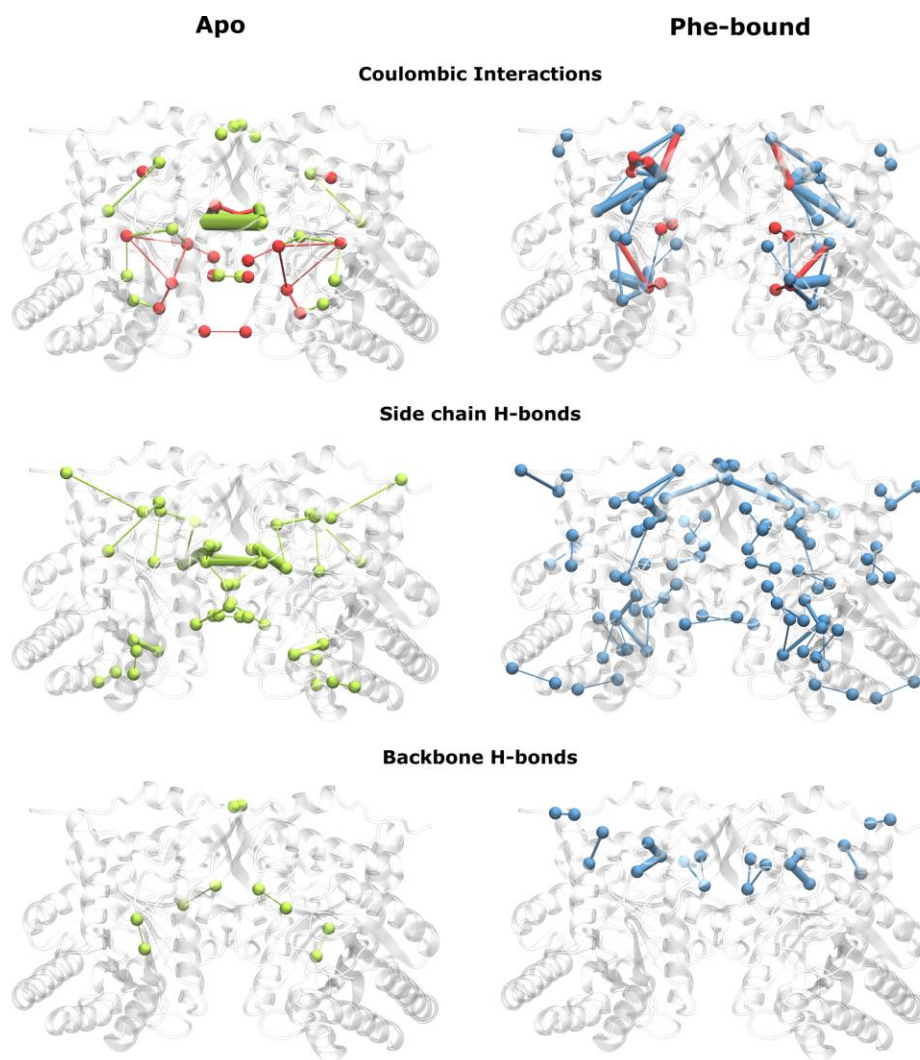 Apo
Phe-bound
Coulombic Interactions
Side chain H-bonds
Backbone H-bonds